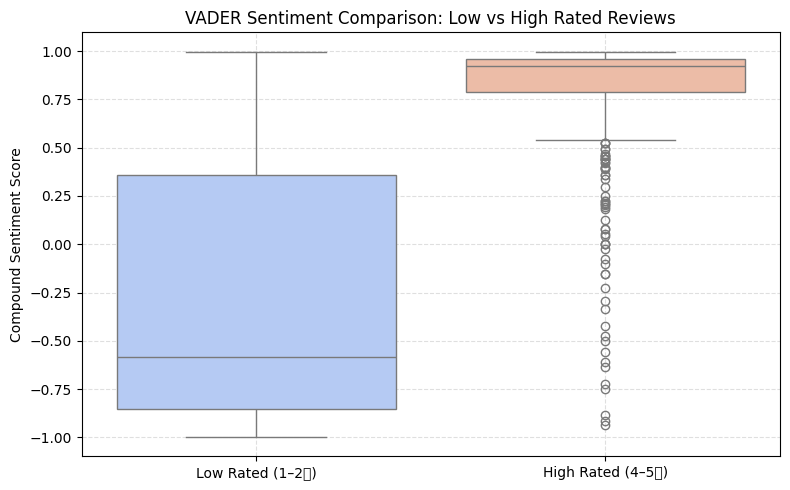 VADER Sentiment Comparison: Low vs High Rated Reviews
Compound Sentiment Score
1.00
0.75
0.50
0.25
0.00
−0.25
−0.50
−0.75
−1.00
Low Rated (1–2▯)
High Rated (4–5▯)